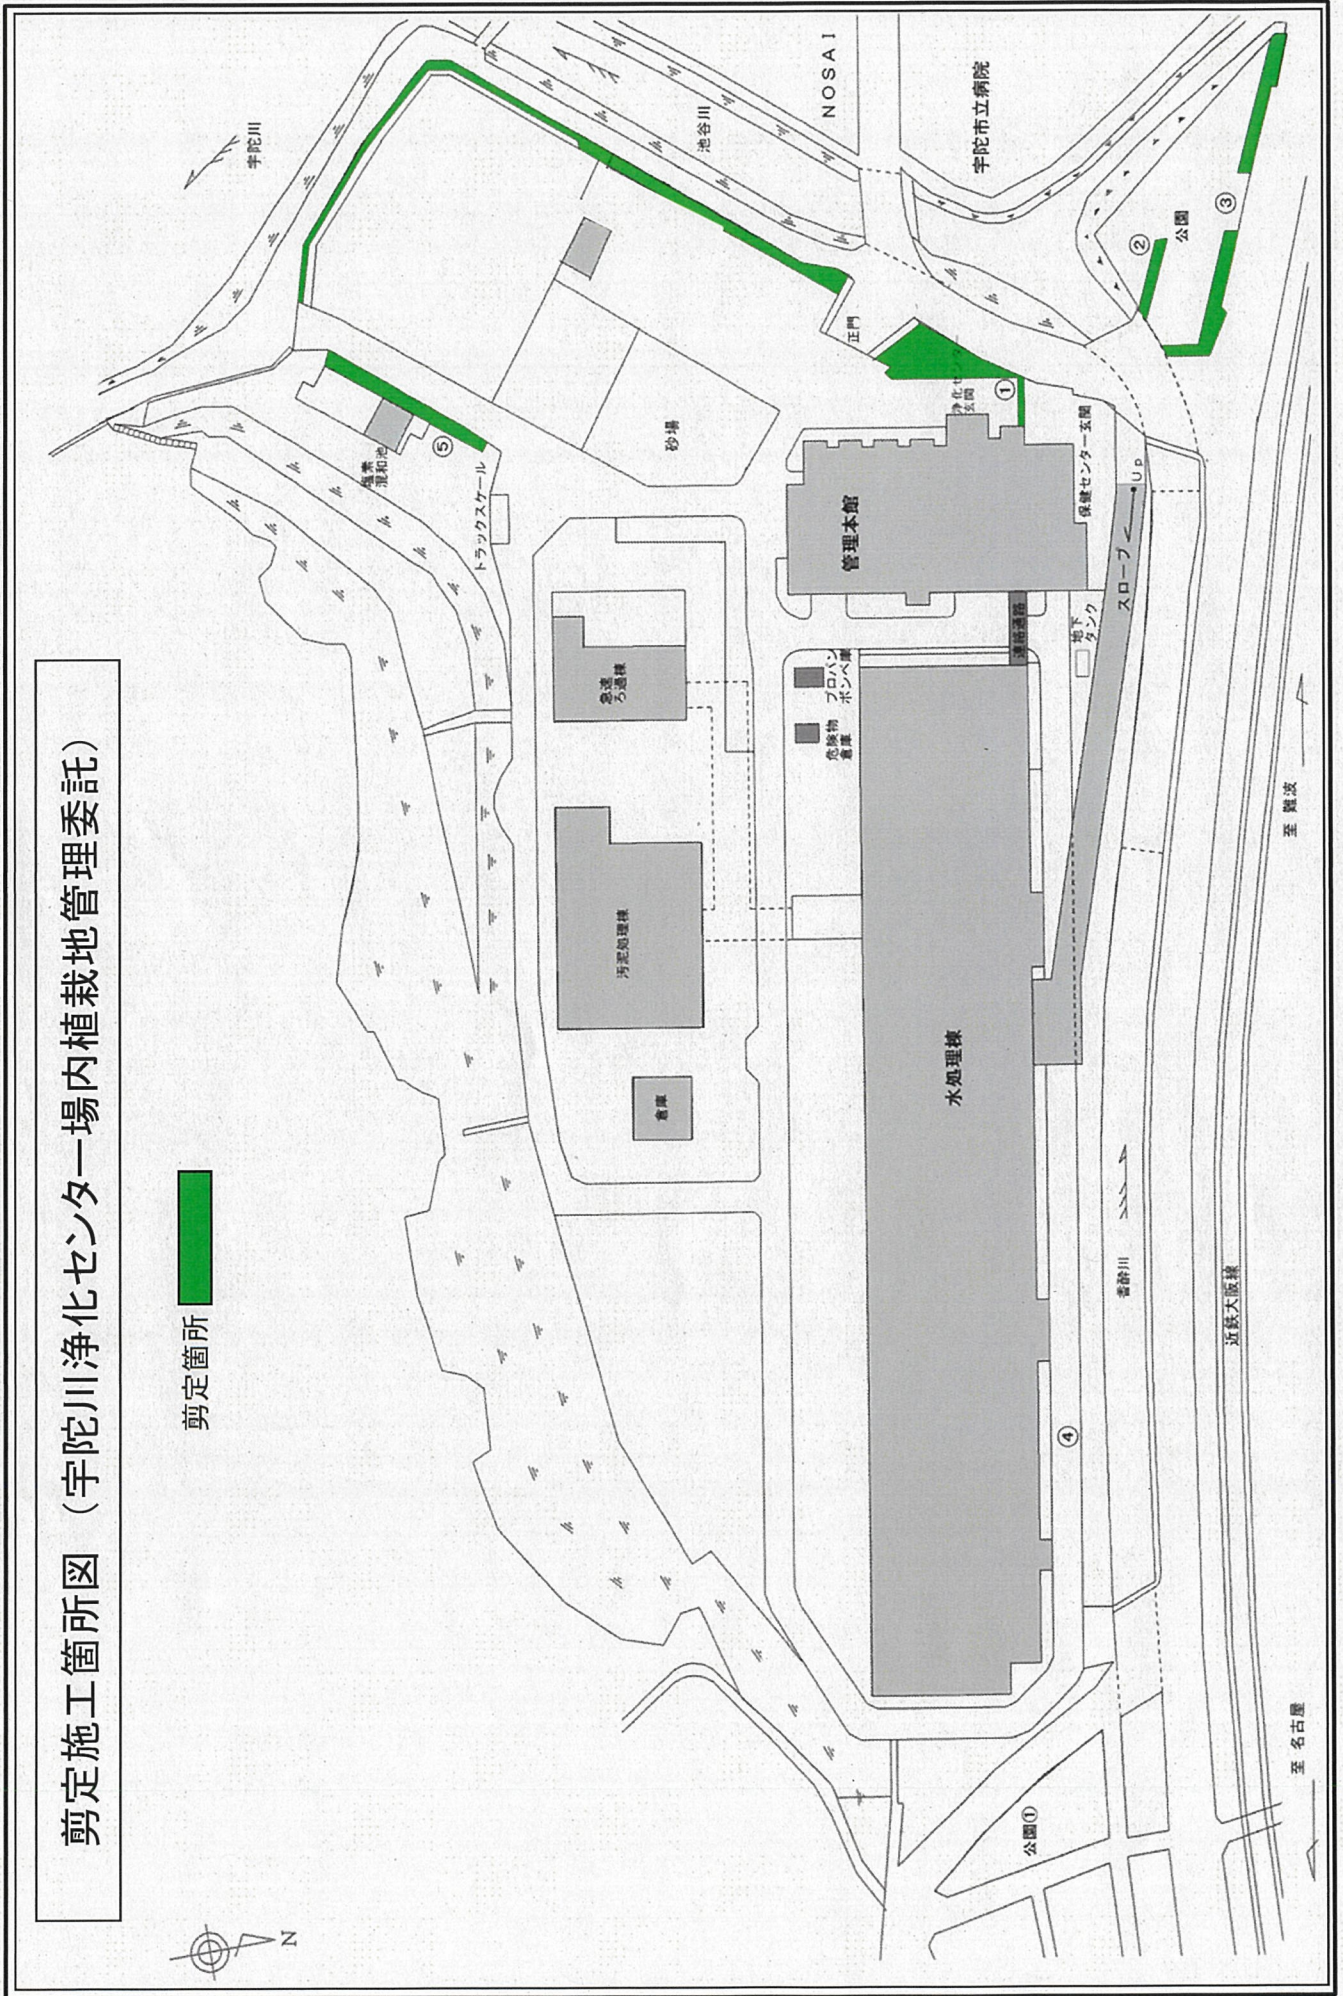 剪定施工箇所図　（宇陀川浄化センター場内植栽地管理委託）
剪定箇所
N
宇陀川
池谷川
NOSAI
宇陀市立病院
公園
②
③
正門
浄化センター
玄関
①
保健センター玄関
砂場
塩素
混和池
⑤
トラックスケール
管理本館
Up
スロープ
連絡通路
地下
タンク
急速
ろ過棟
プロパン
ボンベ庫
危険物
倉庫
汚泥処理棟
倉庫
水処理棟
④
香酔川
近鉄大阪線
至 難波
至 名古屋
公園①